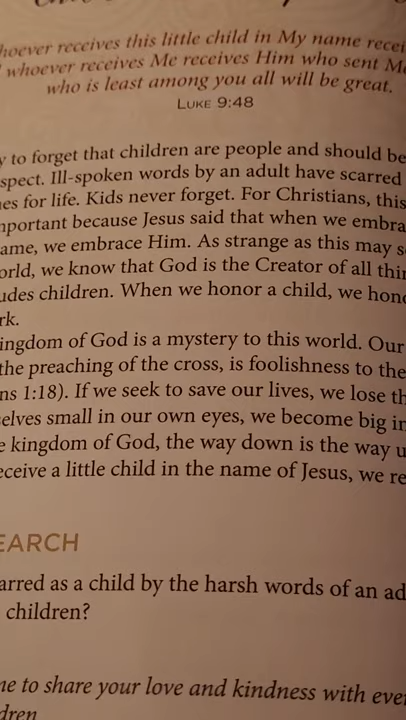 hoever receives this little child in My name recei
whoever receives Me receives Him who sent M
who is least among you all will be great.
LUKE 9:48
y to forget that children are people and should be
spect. Ill-spoken words by an adult have scarred
es for life. Kids never forget. For Christians, this
mportant because Jesus said that when we embra
ame, we embrace Him. As strange as this may s
orld, we know that God is the Creator of all thin
udes children. When we honor a child, we hono
rk.
ingdom of God is a mystery to this world. Our
the preaching of the cross, is foolishness to the
ns 1:18). If we seek to save our lives, we lose th
selves small in our own eyes, we become big in
e kingdom of God, the way down is the way u
eceive a little child in the name of Jesus, we re
EARCH
arred as a child by the harsh words of an ad
children?
ne to share your love and kindness with eve
dren